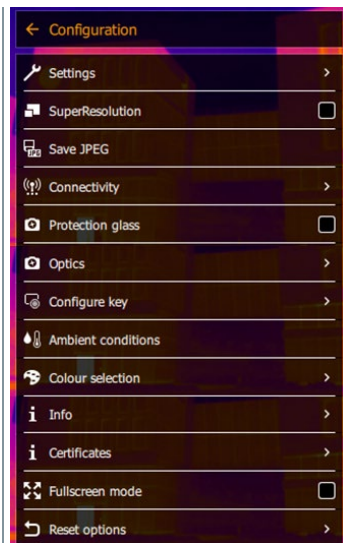 Configuration
Settings
SuperResolution
JPG
Save JPEG
Connectivity
Protection glass
Optics
Configure key
Ambient conditions
Colour selection
Info
Certificates
Fullscreen mode
Reset options